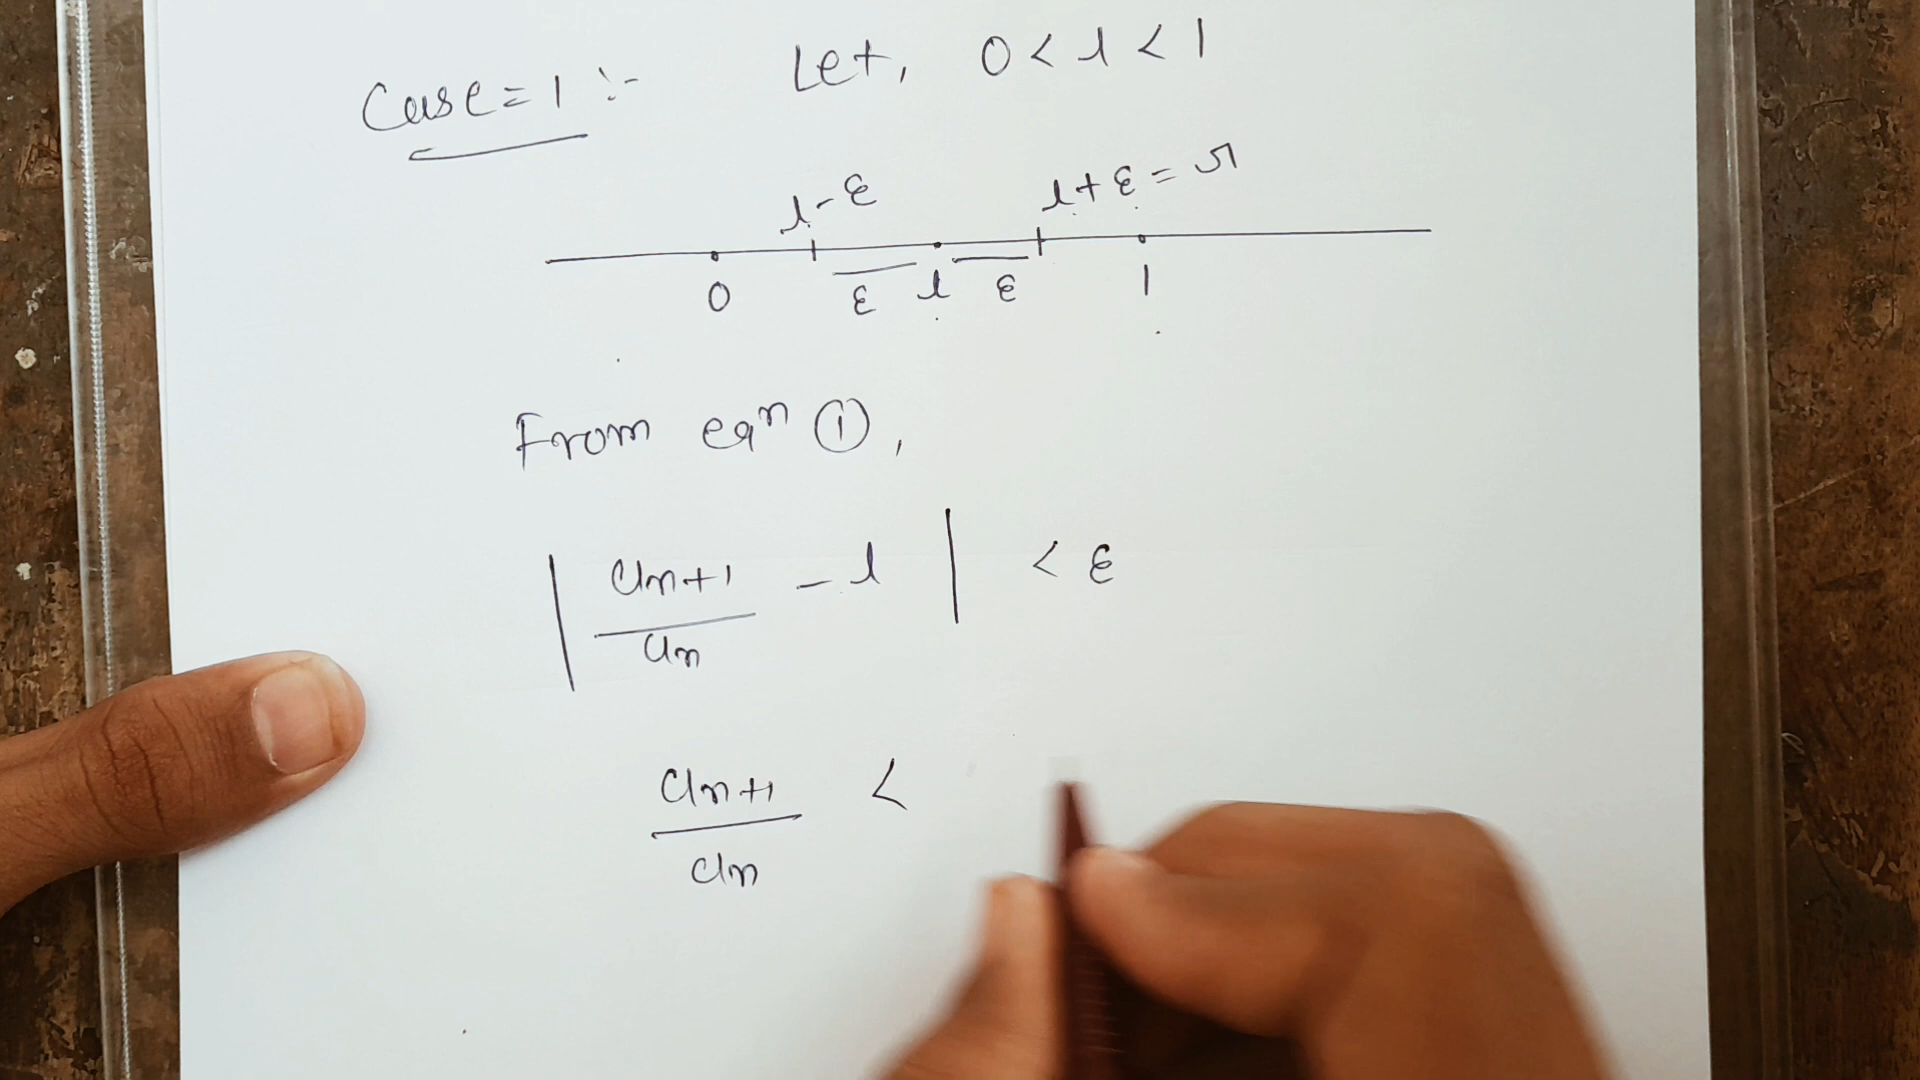 Case=1 :- Let, 0 < l < 1
l-ε l+ε = r
0 ε l ε 1
From eqⁿ ①,
| an+1 / an - l | < ε
an+1 / an <